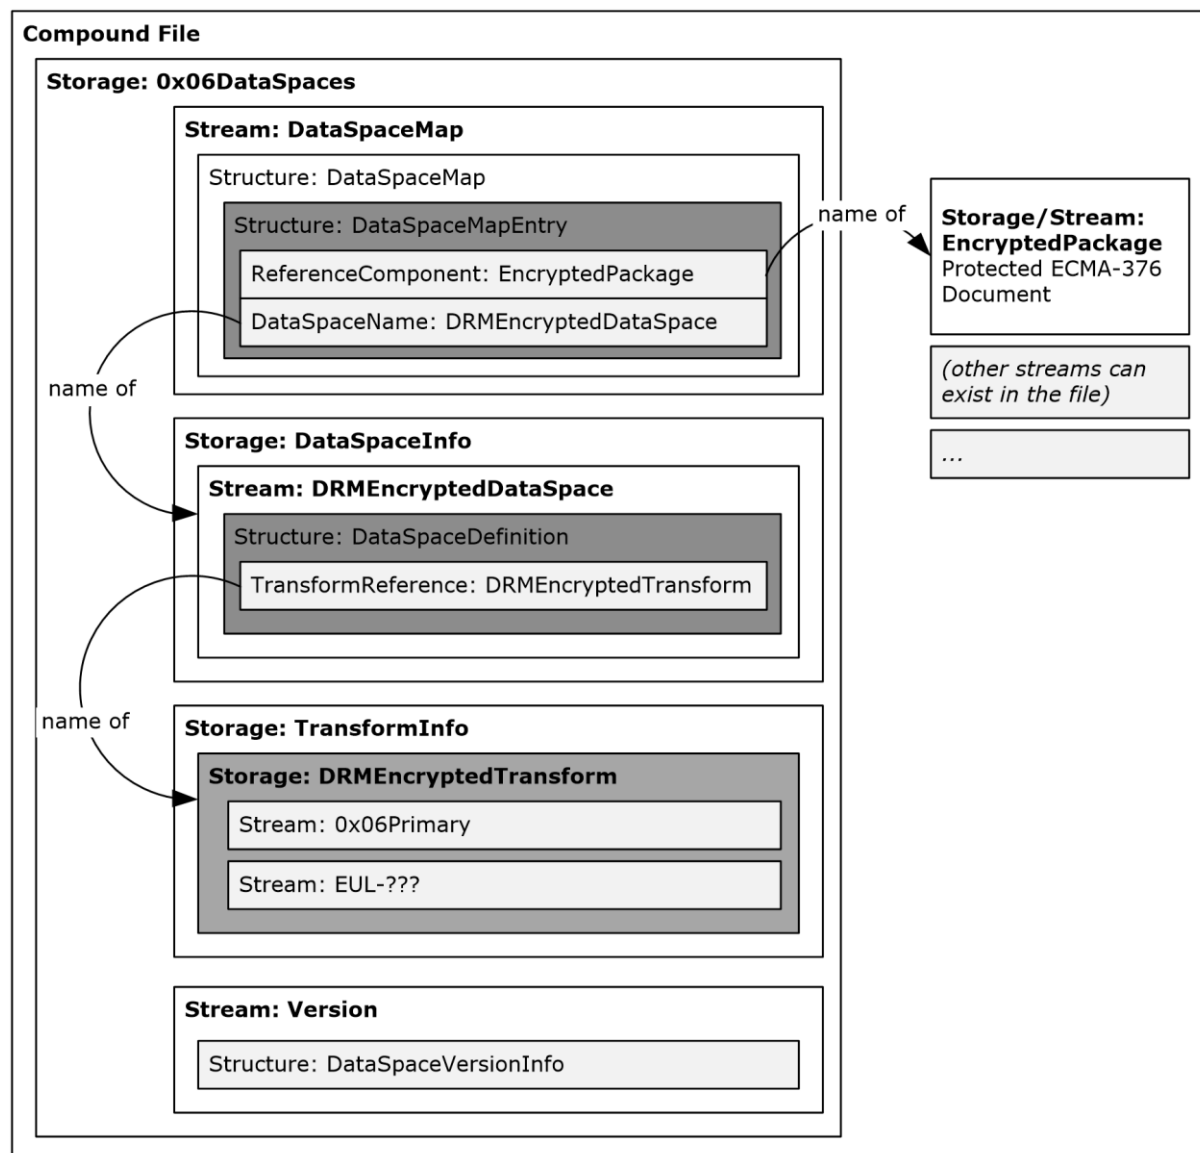 Compound File
Storage: 0x06DataSpaces
Stream: DataSpaceMap
Structure: DataSpaceMap
Structure: DataSpaceMapEntry
ReferenceComponent: EncryptedPackage
DataSpaceName: DRMEncryptedDataSpace
name of
Storage/Stream:
EncryptedPackage
Protected ECMA-376
Document
(other streams can
exist in the file)
...
name of
Storage: DataSpaceInfo
Stream: DRMEncryptedDataSpace
Structure: DataSpaceDefinition
TransformReference: DRMEncryptedTransform
name of
Storage: TransformInfo
Storage: DRMEncryptedTransform
Stream: 0x06Primary
Stream: EUL-???
Stream: Version
Structure: DataSpaceVersionInfo